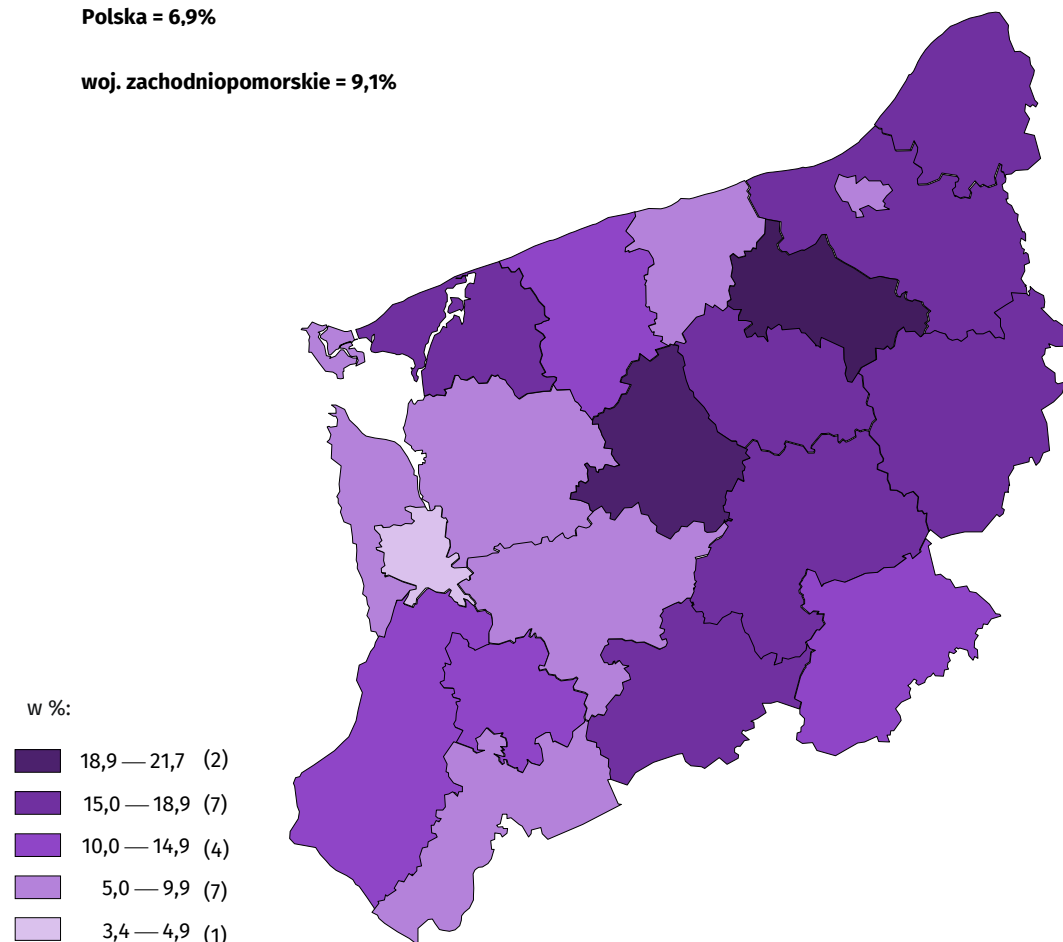 Polska = 6,9%
woj. zachodniopomorskie = 9,1%
w %:
18,9 — 21,7 (2)
15,0 — 18,9 (7)
10,0 — 14,9 (4)
5,0 — 9,9 (7)
3,4 — 4,9 (1)